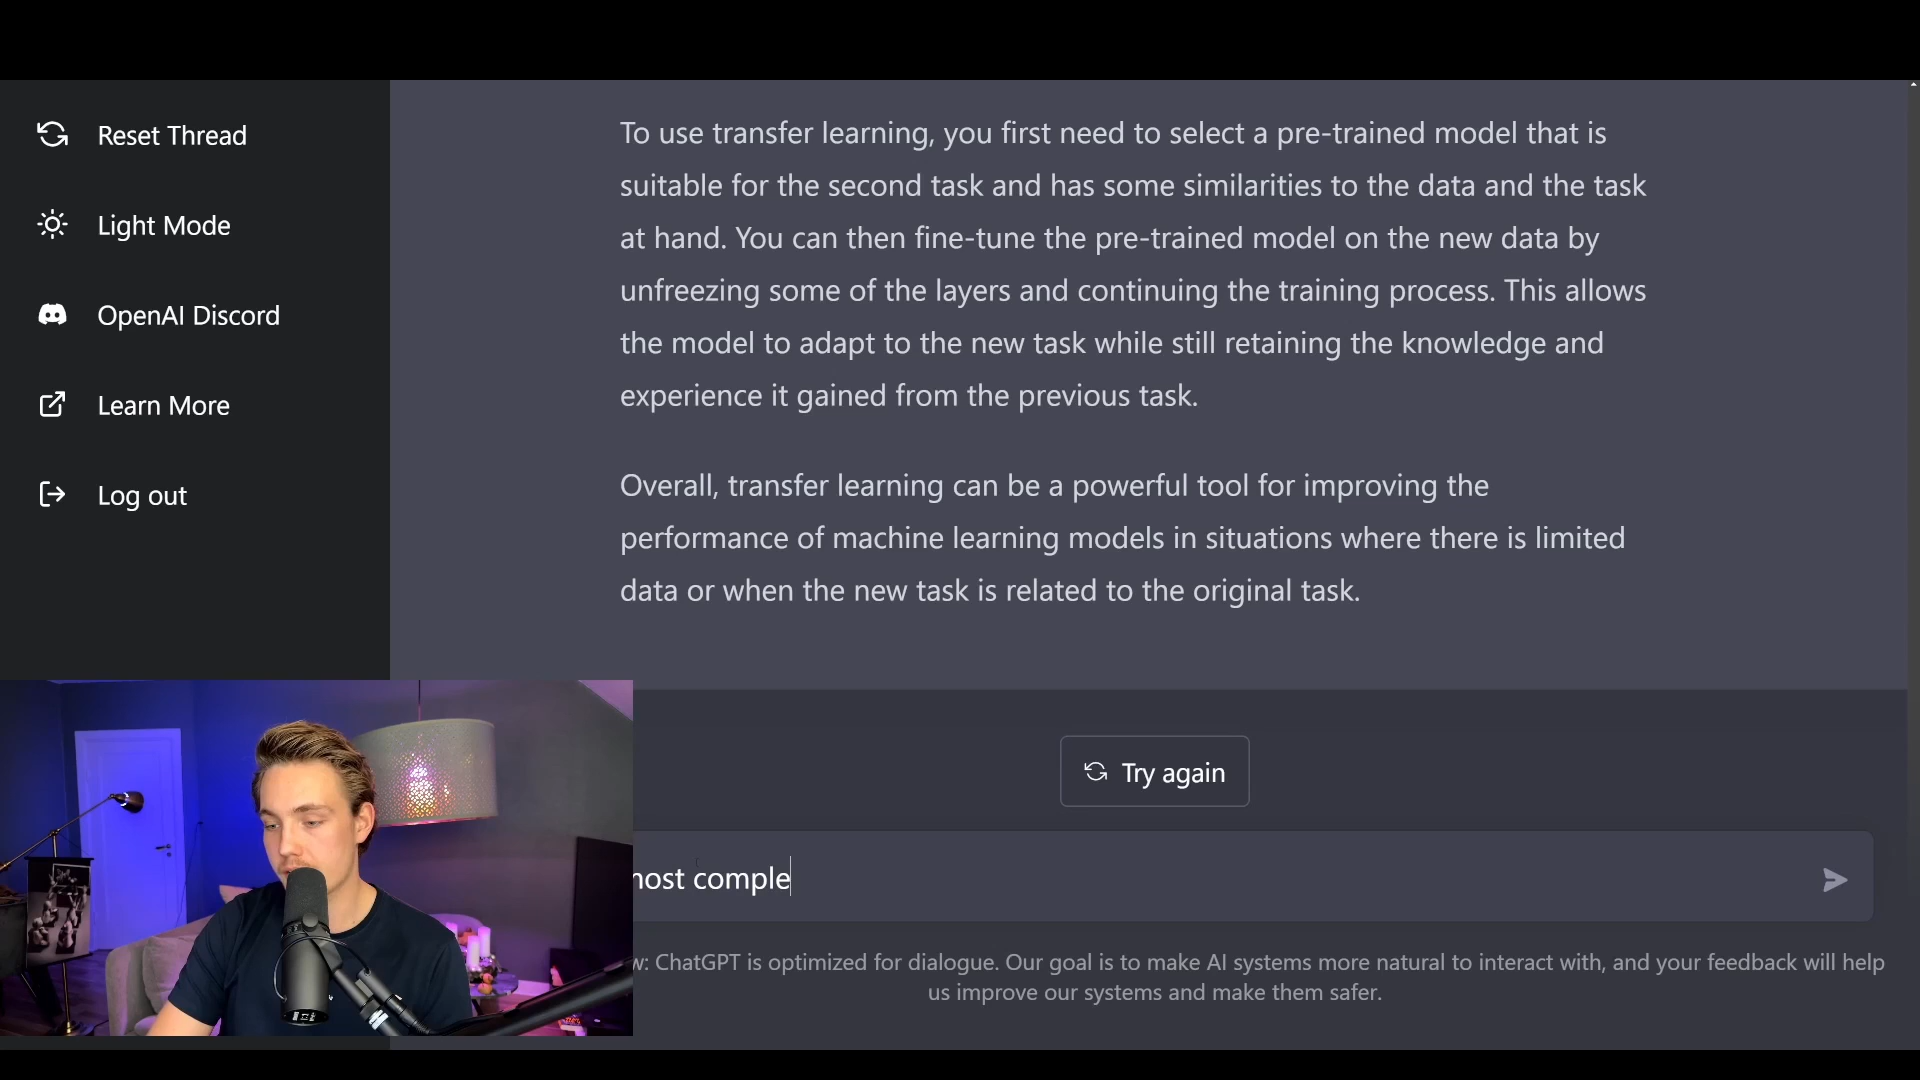 Reset Thread
Light Mode
OpenAI Discord
Learn More
Log out
To use transfer learning, you first need to select a pre-trained model that is
suitable for the second task and has some similarities to the data and the task
at hand. You can then fine-tune the pre-trained model on the new data by
unfreezing some of the layers and continuing the training process. This allows
the model to adapt to the new task while still retaining the knowledge and
experience it gained from the previous task.
Overall, transfer learning can be a powerful tool for improving the
performance of machine learning models in situations where there is limited
data or when the new task is related to the original task.
Try again
most comple
ChatGPT is optimized for dialogue. Our goal is to make AI systems more natural to interact with, and your feedback will help
us improve our systems and make them safer.